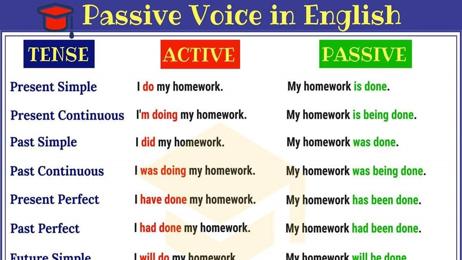 Passive Voice in English
TENSE ACTIVE PASSIVE
Present Simple I do my homework. My homework is done.
Present Continuous I'm doing my homework. My homework is being done.
Past Simple I did my homework. My homework was done.
Past Continuous I was doing my homework. My homework was being done.
Present Perfect I have done my homework. My homework has been done.
Past Perfect I had done my homework. My homework had been done.
Future Simple I will do my homework. My homework will be done.